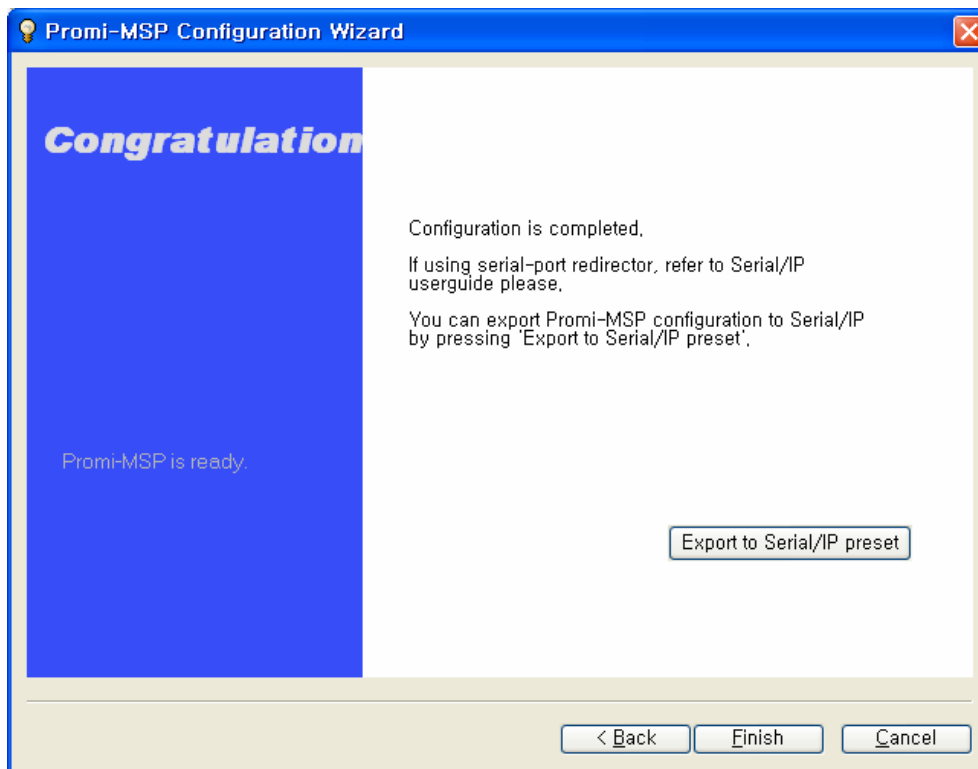 Promi-MSP Configuration Wizard
Congratulation
Configuration is completed,
If using serial-port redirector, refer to Serial/IP
userguide please,
You can export Promi-MSP configuration to Serial/IP
by pressing 'Export to Serial/IP preset',
Promi-MSP is ready.
Export to Serial/IP preset
< Back
Finish
Cancel